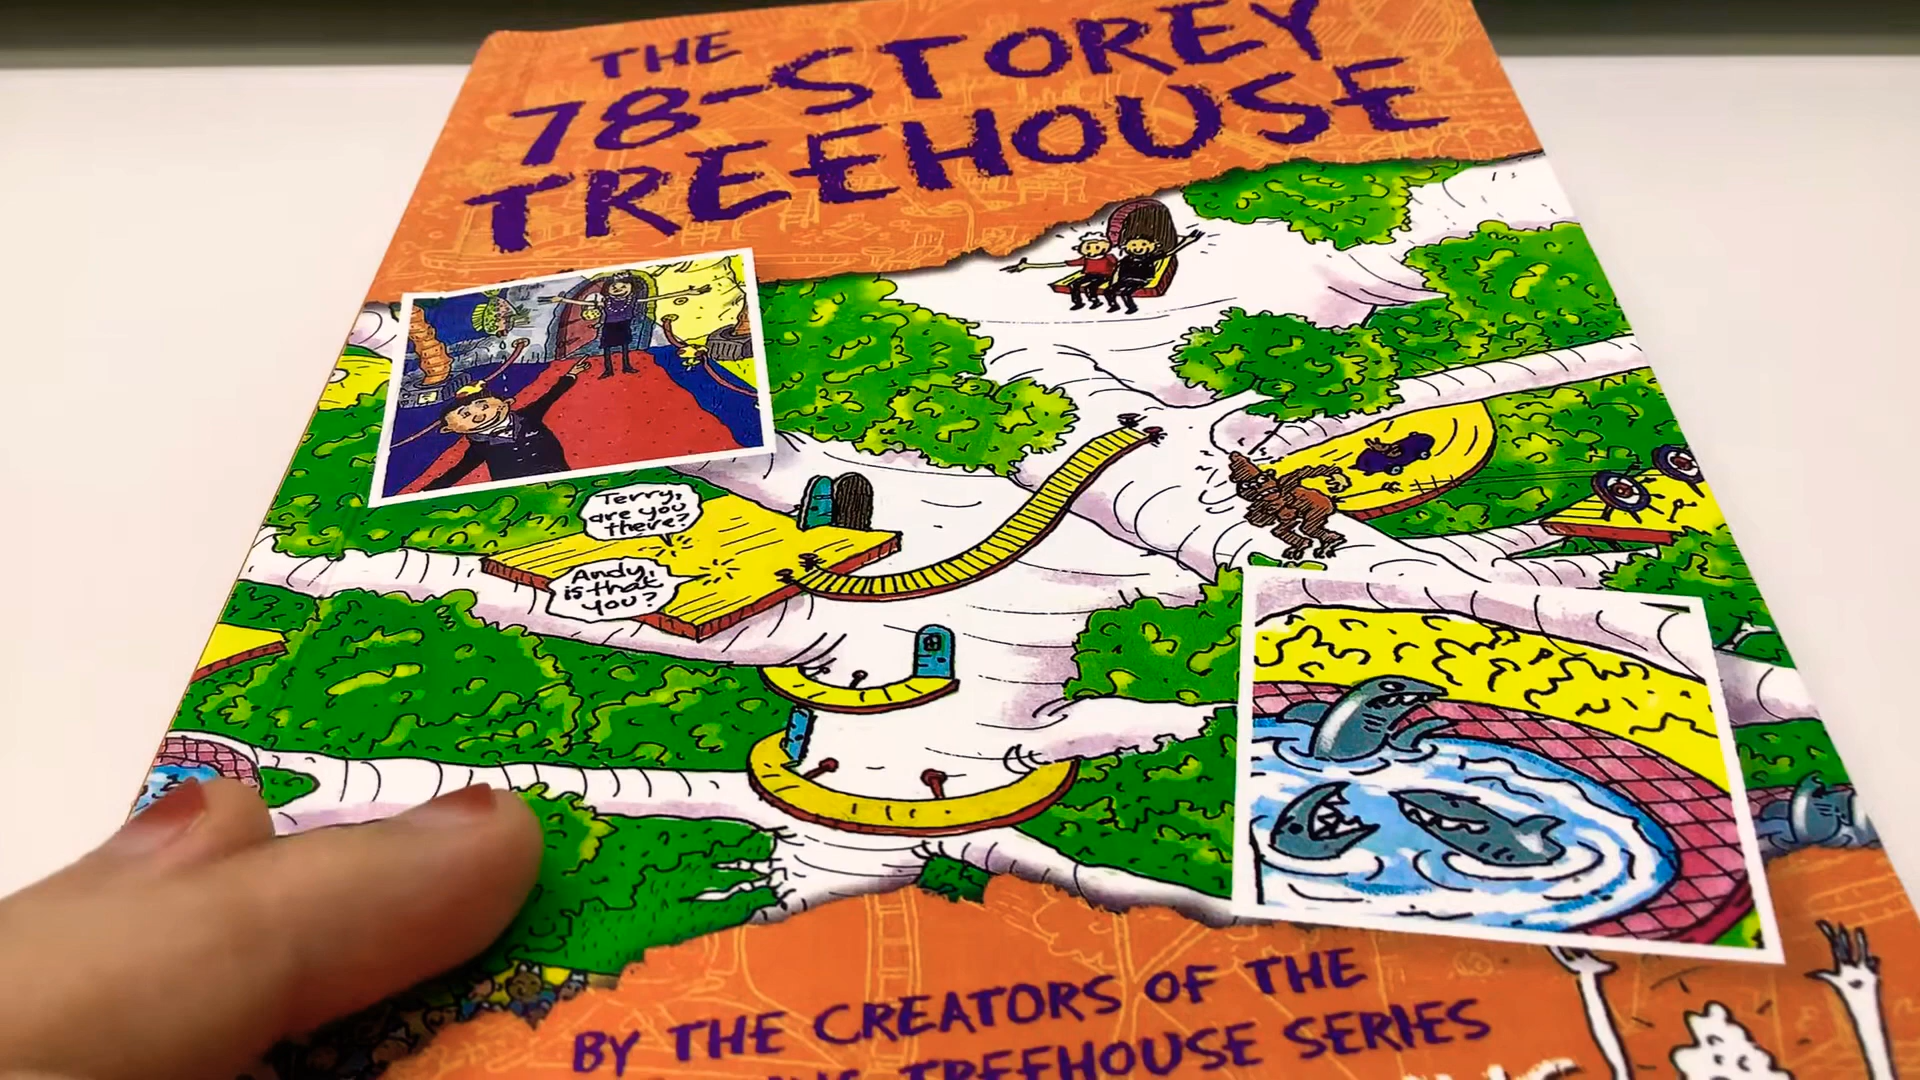 THE
78-STOREY
TREEHOUSE
Terry,
are you
there?
Andy,
is that
you?
BY THE CREATORS OF THE
TREEHOUSE SERIES